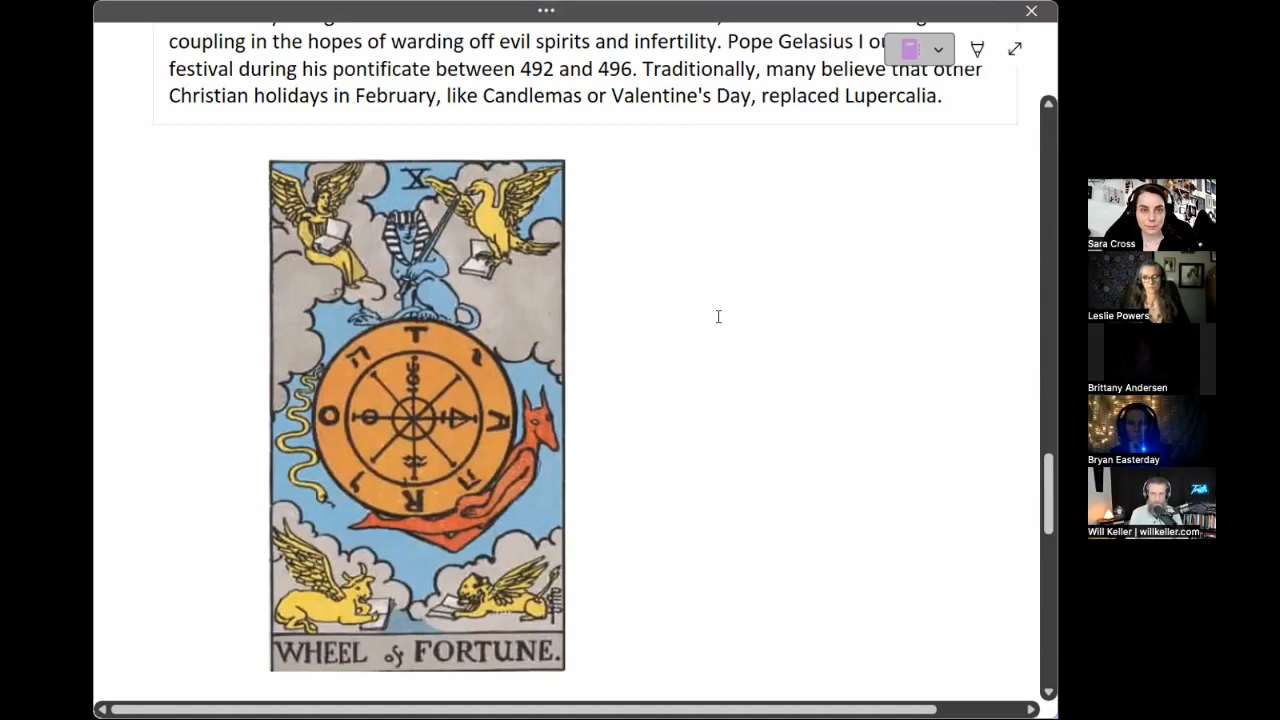 coupling in the hopes of warding off evil spirits and infertility. Pope Gelasius I
festival during his pontificate between 492 and 496. Traditionally, many believe that other
Christian holidays in February, like Candlemas or Valentine's Day, replaced Lupercalia.
X
T
ה
י
O
A
ו
ה
R
WHEEL of FORTUNE.
Sara Cross
Leslie Powers
Brittany Andersen
Bryan Easterday
Will Keller | willkeller.com